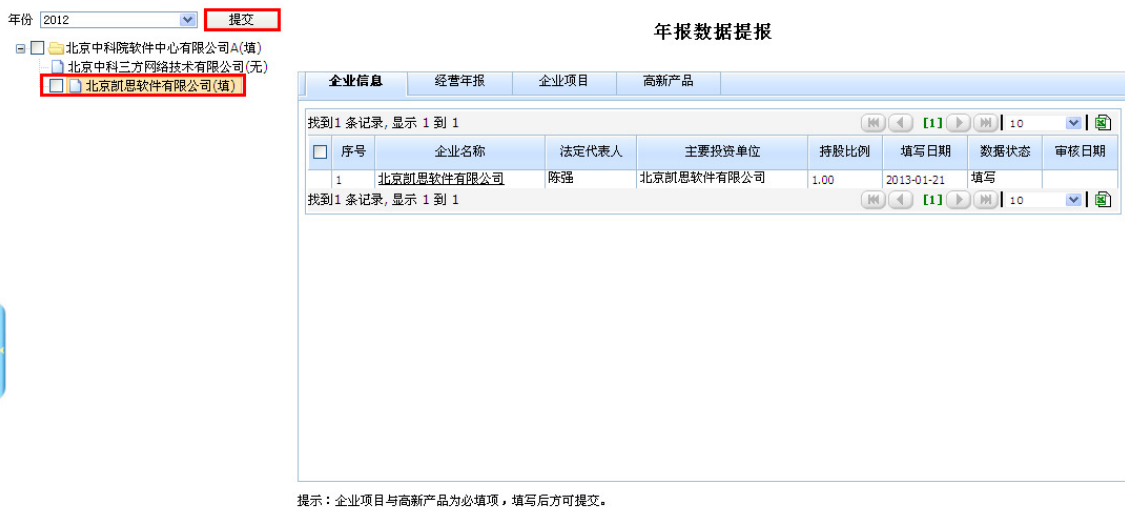 年份 2012 提交
北京中科院软件中心有限公司A(填)
北京中科三方网络技术有限公司(无)
北京凯思软件有限公司(填)
年报数据提报
企业信息 经营年报 企业项目 高新产品
找到1 条记录, 显示 1 到 1 [1] 10
序号 企业名称 法定代表人 主要投资单位 持股比例 填写日期 数据状态 审核日期
1 北京凯思软件有限公司 陈强 北京凯思软件有限公司 1.00 2013-01-21 填写
找到1 条记录, 显示 1 到 1 [1] 10
提示：企业项目与高新产品为必填项，填写后方可提交。